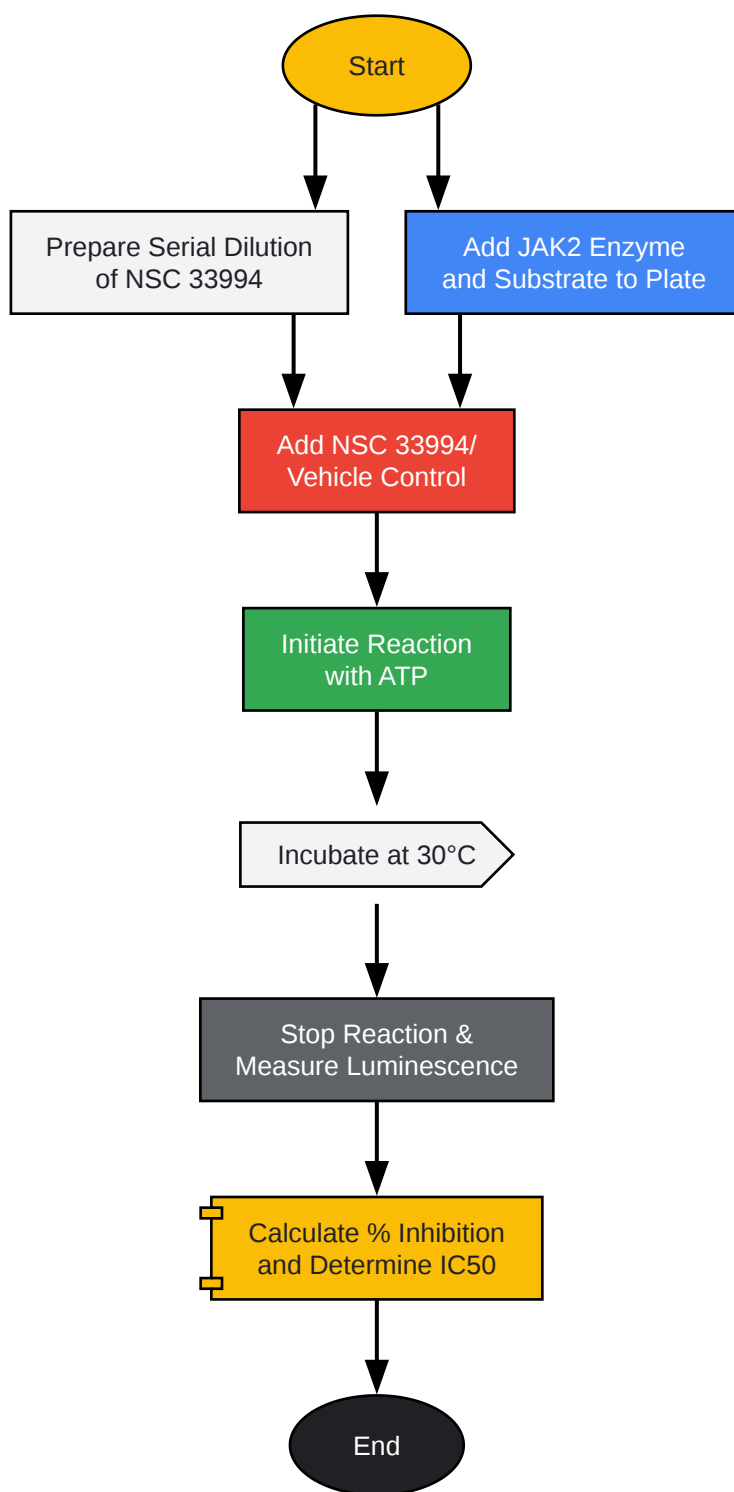 Start
Prepare Serial Dilution
of NSC 33994
Add JAK2 Enzyme
and Substrate to Plate
Add NSC 33994/
Vehicle Control
Initiate Reaction
with ATP
Incubate at 30°C
Stop Reaction &
Measure Luminescence
Calculate % Inhibition
and Determine IC50
End